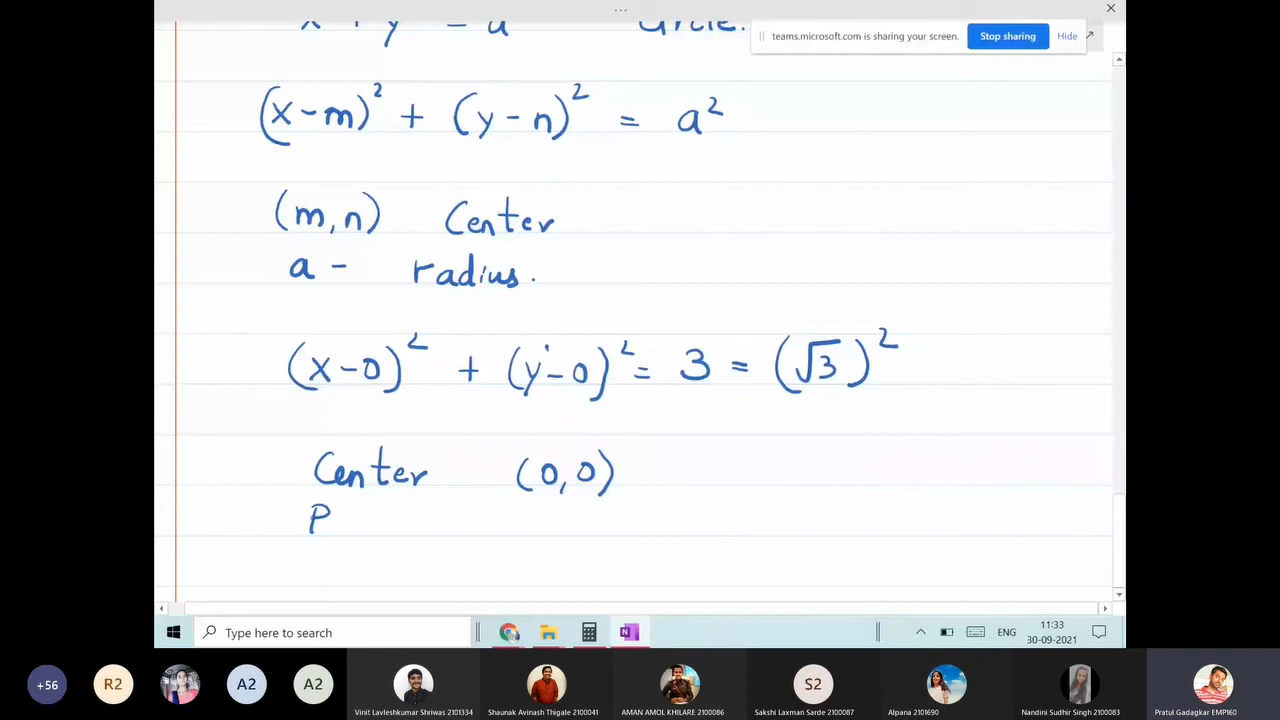 (x-m)² + (y-n)² = a²
(m,n) Center
a - radius.
(x-0)² + (y-0)² = 3 = (√3)²
Center (0,0)
P
teams.microsoft.com is sharing your screen. Stop sharing Hide
Type here to search
ENG
11:33
30-09-2021
+56 R2 A2 A2 S2
Vinit Lavleshkumar Shriwas 2101334 Shaunak Avinash Thigale 2100041 AMAN AMOL KHILARE 2100086 Sakshi Laxman Sarde 2100087 Alpana 2101690 Nandini Sudhir Singh 2100083 Pratul Gadagkar EMP160